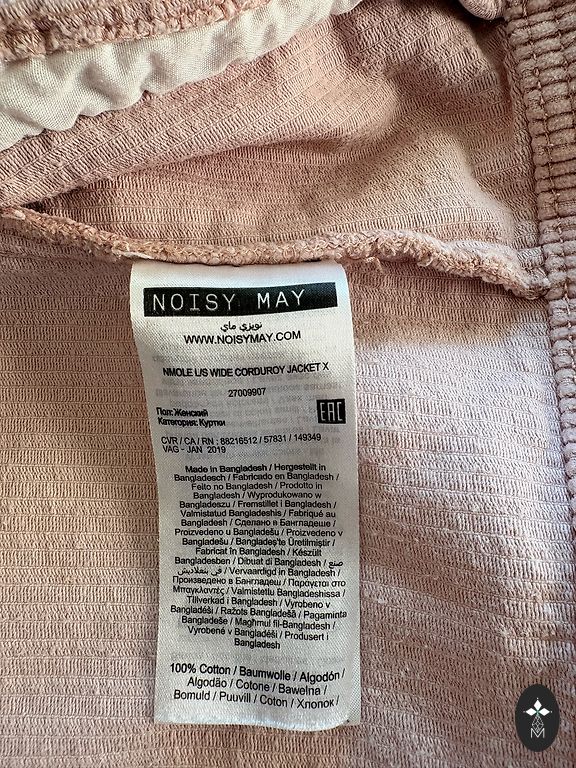 NOISY MAY
نويزي ماي
WWW.NOISYMAY.COM
NMOLE L/S WIDE CORDUROY JACKET X
27009907
Пол: Женский
Категория: Куртки
EAC
CVR / CA / RN : 88216512 / 57831 / 149349
VAG - JAN 2019
Made in Bangladesh / Hergestellt in
Bangladesch / Fabricado en Bangladesh /
Feito no Bangladesh / Prodotto in
Bangladesh / Wyprodukowano w
Bangladeszu / Fremstillet i Bangladesh /
Valmistatud Bangladeshis / Fabriqué au
Bangladesh / Сделано в Бангладеше /
Proizvedeno u Bangladešu / Proizvedeno v
Bangladešu / Bangladeş'te Üretilmiştir /
Fabricat în Bangladesh / Készült
Bangladesben / Dibuat di Bangladesh / صنع
في بنغلاديش / Vervaardigd in Bangladesh /
Произведено в Бангладеш / Παράγεται στο
Μπαγκλαντές / Valmistettu Bangladeshissa /
Tillverkad i Bangladesh / Vyrobeno v
Bangladéši / Ražots Bangladešā / Pagaminta
Bangladeše / Magħmul fil-Bangladesh /
Vyrobené v Bangladéši / Produsert i
Bangladesh
100% Cotton / Baumwolle / Algodón /
Algodão / Cotone / Bawełna /
Bomuld / Puuvill / Coton / Хлопок /
M